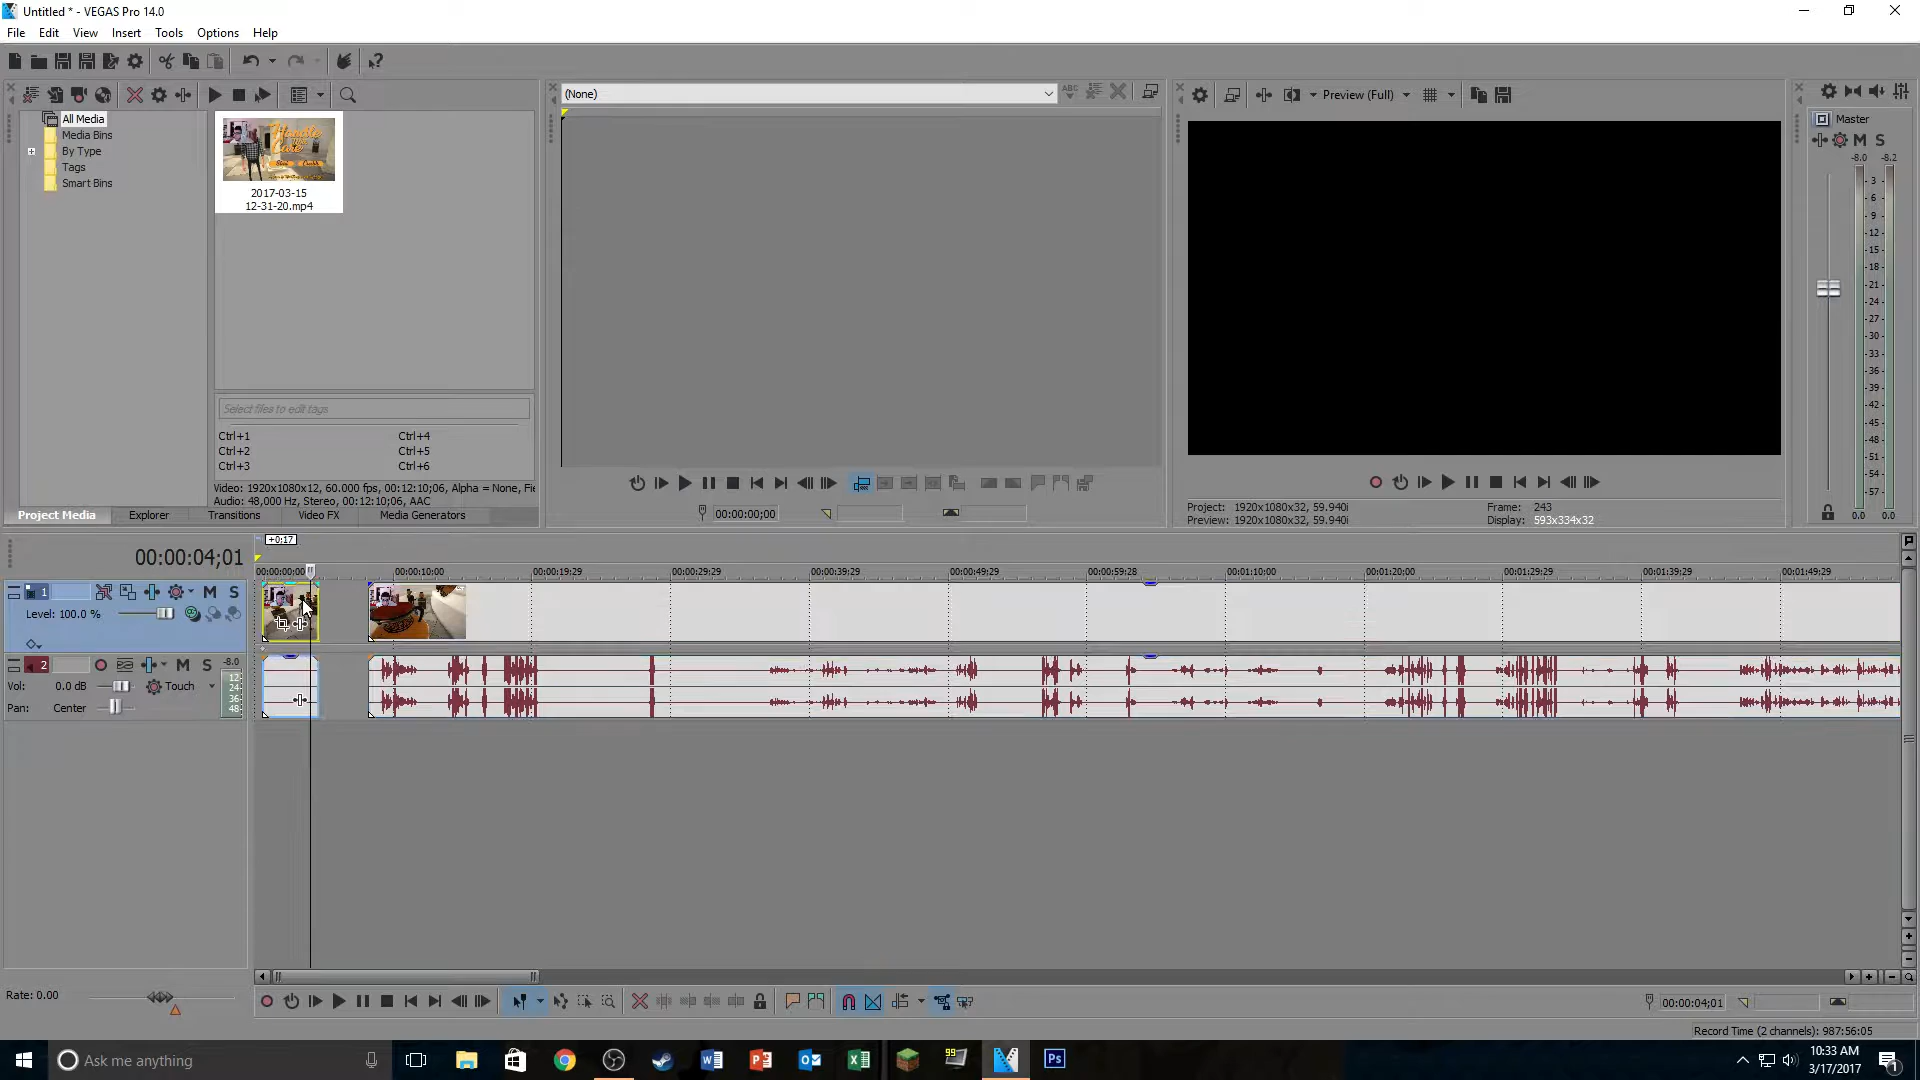 Untitled * - VEGAS Pro 14.0
File Edit View Insert Tools Options Help
(None)
Preview (Full)
All Media
Media Bins
By Type
Tags
Smart Bins
Handle
Care
2017-03-15
12-31-20.mp4
Master
-8.0 -8.2
- 3 -
- 6 -
- 9 -
-12-
-15-
-18-
-21-
-24-
-27-
-30-
-33-
-36-
-39-
-42-
-45-
-48-
-51-
-54-
-57-
0.0 0.0
Select files to edit tags
Ctrl+1 Ctrl+4
Ctrl+2 Ctrl+5
Ctrl+3 Ctrl+6
Video: 1920x1080x12, 60.000 fps, 00:12:10;06, Alpha = None, Fie
Audio: 48,000 Hz, Stereo, 00:12:10;06, AAC
Project Media Explorer Transitions Video FX Media Generators
00:00:00;00
Project: 1920x1080x32, 59.940i Frame: 243
Preview: 1920x1080x32, 59.940i Display: 593x334x32
+0;17
00:00:04;01
00:00:00;00 00:00:10;00 00:00:19;29 00:00:29;29 00:00:39;29 00:00:49;29 00:00:59;28 00:01:10;00 00:01:20;00 00:01:29;29 00:01:39;29 00:01:49;29
1 M S
Level: 100.0 %
2 M S -8.0
Vol: 0.0 dB Touch
Pan: Center
12
24
36
48
Rate: 0.00
00:00:04;01
Record Time (2 channels): 987:56:05
Ask me anything
99
10:33 AM
3/17/2017
1